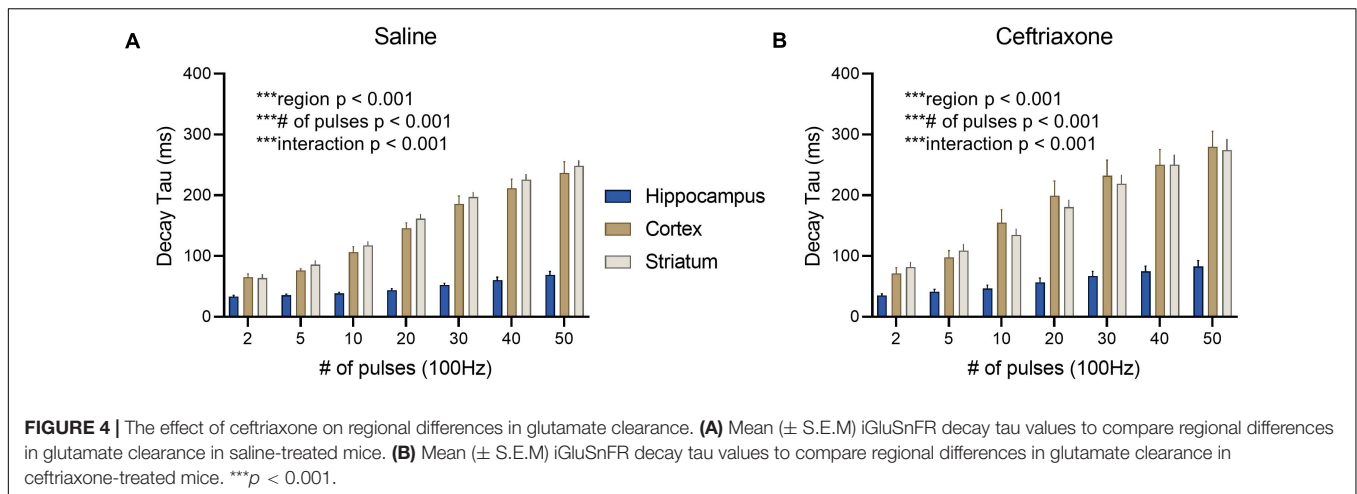 A
Saline
Decay Tau (ms)
400
300
200
100
0
***region p < 0.001
***# of pulses p < 0.001
***interaction p < 0.001
2 5 10 20 30 40 50
# of pulses (100Hz)
Hippocampus
Cortex
Striatum
B
Ceftriaxone
Decay Tau (ms)
400
300
200
100
0
***region p < 0.001
***# of pulses p < 0.001
***interaction p < 0.001
2 5 10 20 30 40 50
# of pulses (100Hz)
FIGURE 4 | The effect of ceftriaxone on regional differences in glutamate clearance. (A) Mean (± S.E.M) iGluSnFR decay tau values to compare regional differences
in glutamate clearance in saline-treated mice. (B) Mean (± S.E.M) iGluSnFR decay tau values to compare regional differences in glutamate clearance in
ceftriaxone-treated mice. ***p < 0.001.